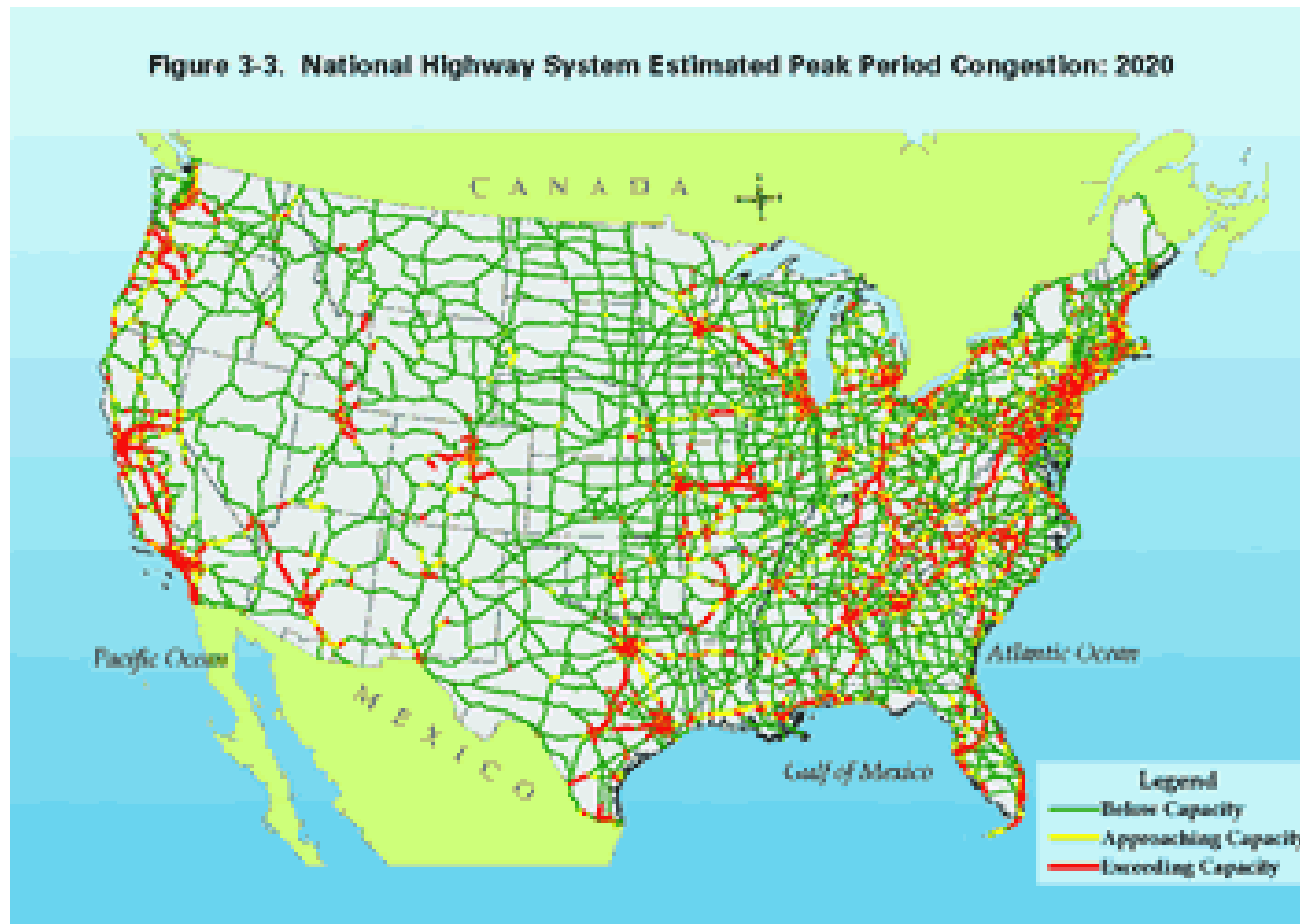 Figure 3-3. National Highway System Estimated Peak Period Congestion: 2020
CANADA
Pacific Ocean
Atlantic Ocean
MEXICO
Gulf of Mexico
Legend
Below Capacity
Approaching Capacity
Exceeding Capacity